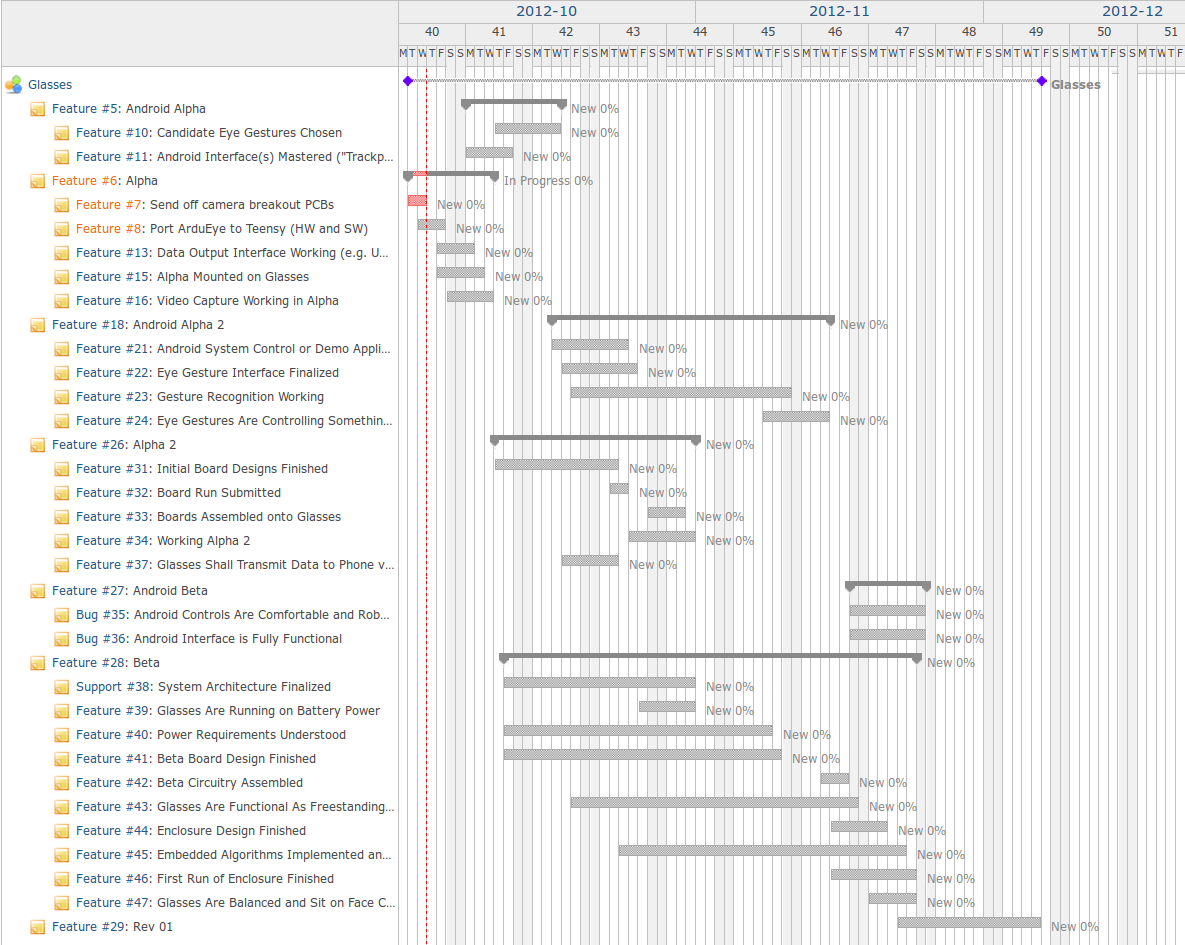 2012-10 2012-11 2012-12
40 41 42 43 44 45 46 47 48 49 50 51
M T W T F S S M T W T F S S M T W T F S S M T W T F S S M T W T F S S M T W T F S S M T W T F S S M T W T F S S M T W T F S S M T W T F S S M T W T F S S M T W T F
Glasses Glasses
Feature #5: Android Alpha New 0%
Feature #10: Candidate Eye Gestures Chosen New 0%
Feature #11: Android Interface(s) Mastered ("Trackp... New 0%
Feature #6: Alpha In Progress 0%
Feature #7: Send off camera breakout PCBs New 0%
Feature #8: Port ArduEye to Teensy (HW and SW) New 0%
Feature #13: Data Output Interface Working (e.g. U... New 0%
Feature #15: Alpha Mounted on Glasses New 0%
Feature #16: Video Capture Working in Alpha New 0%
Feature #18: Android Alpha 2 New 0%
Feature #21: Android System Control or Demo Appli... New 0%
Feature #22: Eye Gesture Interface Finalized New 0%
Feature #23: Gesture Recognition Working New 0%
Feature #24: Eye Gestures Are Controlling Somethin... New 0%
Feature #26: Alpha 2 New 0%
Feature #31: Initial Board Designs Finished New 0%
Feature #32: Board Run Submitted New 0%
Feature #33: Boards Assembled onto Glasses New 0%
Feature #34: Working Alpha 2 New 0%
Feature #37: Glasses Shall Transmit Data to Phone v... New 0%
Feature #27: Android Beta New 0%
Bug #35: Android Controls Are Comfortable and Rob... New 0%
Bug #36: Android Interface is Fully Functional New 0%
Feature #28: Beta New 0%
Support #38: System Architecture Finalized New 0%
Feature #39: Glasses Are Running on Battery Power New 0%
Feature #40: Power Requirements Understood New 0%
Feature #41: Beta Board Design Finished New 0%
Feature #42: Beta Circuitry Assembled New 0%
Feature #43: Glasses Are Functional As Freestanding... New 0%
Feature #44: Enclosure Design Finished New 0%
Feature #45: Embedded Algorithms Implemented an... New 0%
Feature #46: First Run of Enclosure Finished New 0%
Feature #47: Glasses Are Balanced and Sit on Face C... New 0%
Feature #29: Rev 01 New 0%